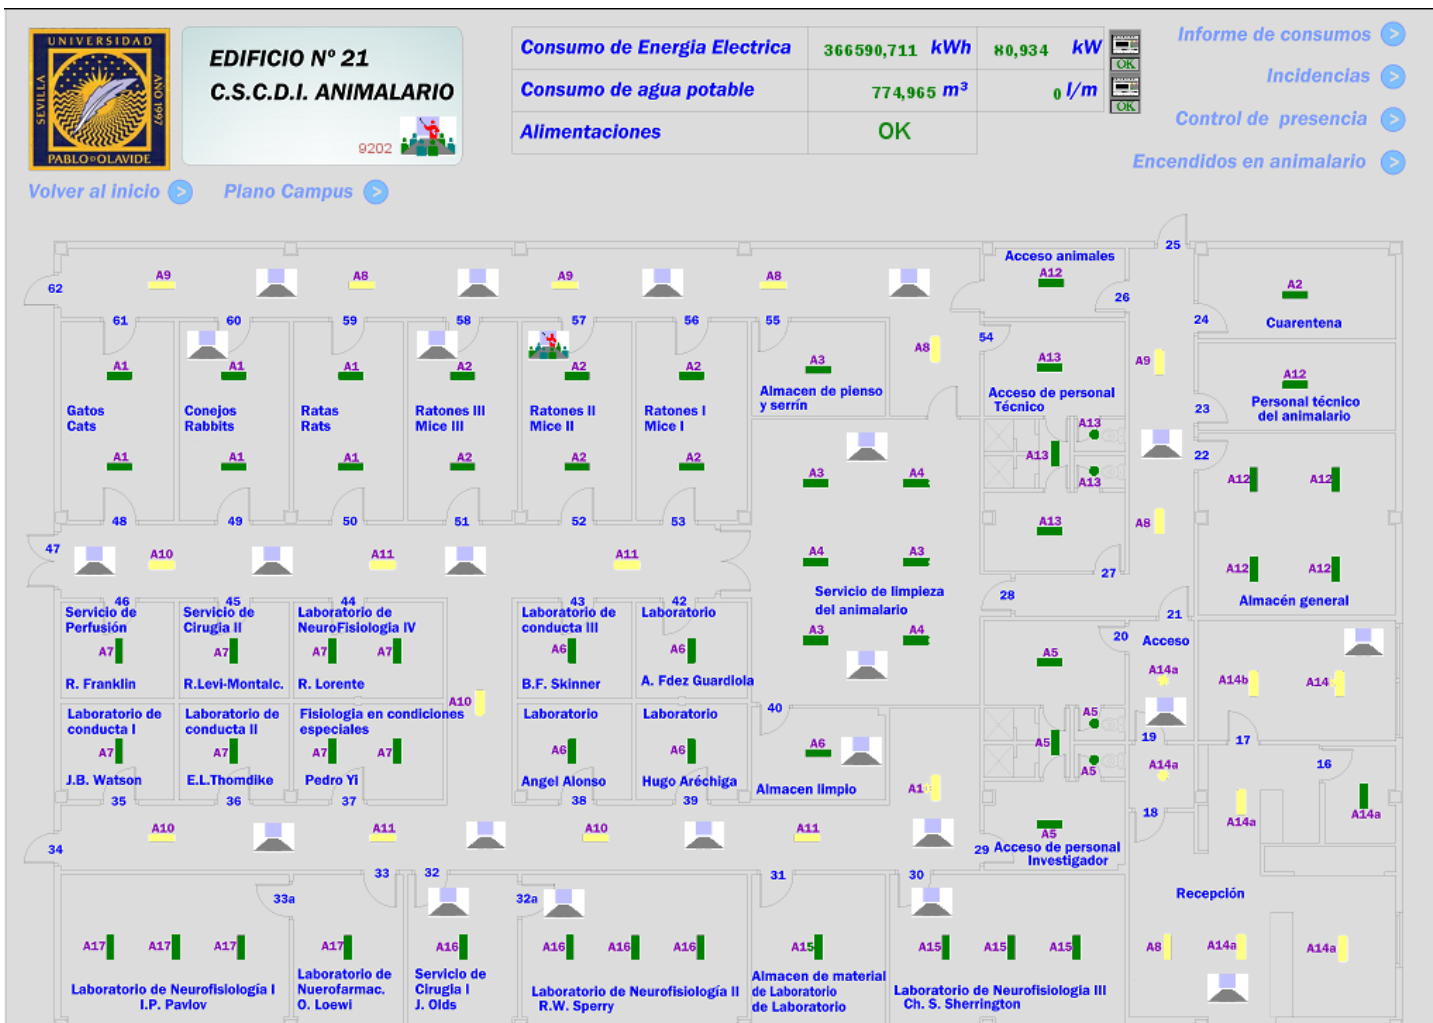 UNIVERSIDAD
SEVILLA
AÑO 1997
PABLO DE OLAVIDE
EDIFICIO Nº 21
C.S.C.D.I. ANIMALARIO
9202
Consumo de Energia Electrica 366590,711 kWh 80,934 kW
OK
Consumo de agua potable 774,965 m³ 0 l/m
OK
Alimentaciones OK
Informe de consumos >
Incidencias >
Control de presencia >
Encendidos en animalario >
Volver al inicio > Plano Campus >
25
Acceso animales
A9 A8 A9 A8 A12
62 26 A2
61 60 59 58 57 56 55 24 Cuarentena
54
A8
A1 A1 A1 A2 A2 A2 A3 A13 A9 A12
Almacen de pienso
y serrín
Acceso de personal
Técnico
Personal técnico
del animalario
23
Gatos
Cats
Conejos
Rabbits
Ratas
Rats
Ratones III
Mice III
Ratones II
Mice II
Ratones I
Mice I
A13
A13
A13
22
A1 A1 A1 A2 A2 A2 A3 A4 A12 A12
48 49 50 51 52 53 A13 A8
47 A10 A11 A11 A4 A3 27 A12 A12
46 45 44 43 42 28 21
Servicio de limpieza
del animalario
Almacén general
Servicio de
Perfusión
Servicio de
Cirugia II
Laboratorio de
NeuroFisiología IV
Laboratorio de
conducta III
Laboratorio
A3 A4 20 Acceso
A7 A7 A7 A7 A6 A6 A5 A14a A14b A14
R. Franklin R.Levi-Montalc. R. Lorente B.F. Skinner A. Fdez Guardiola
A10 40
Laboratorio de
conducta I
Laboratorio de
conducta II
Fisiologia en condiciones
especiales
Laboratorio
Laboratorio
A5
A5
A5
19 17 16
A7 A7 A7 A7 A6 A6 A6 A14a
J.B. Watson E.L.Thomdike Pedro Yi Angel Alonso Hugo Aréchiga Almacen limpio A1
35 36 37 38 39 18 A14a A14a
A10 A11 A10 A11 A5
34 29 Acceso de personal
Investigador
33 32 31 30
33a 32a
Recepción
A17 A17 A17 A17 A16 A16 A16 A16 A15 A15 A15 A15 A8 A14a A14a
Laboratorio de Neurofisiología I
I.P. Pavlov
Laboratorio de
Nuerofarmac.
O. Loewi
Servicio de
Cirugia I
J. Olds
Laboratorio de Neurofisiología II
R.W. Sperry
Almacen de material
de Laboratorio
de Laboratorio
Laboratorio de Neurofisiología III
Ch. S. Sherrington